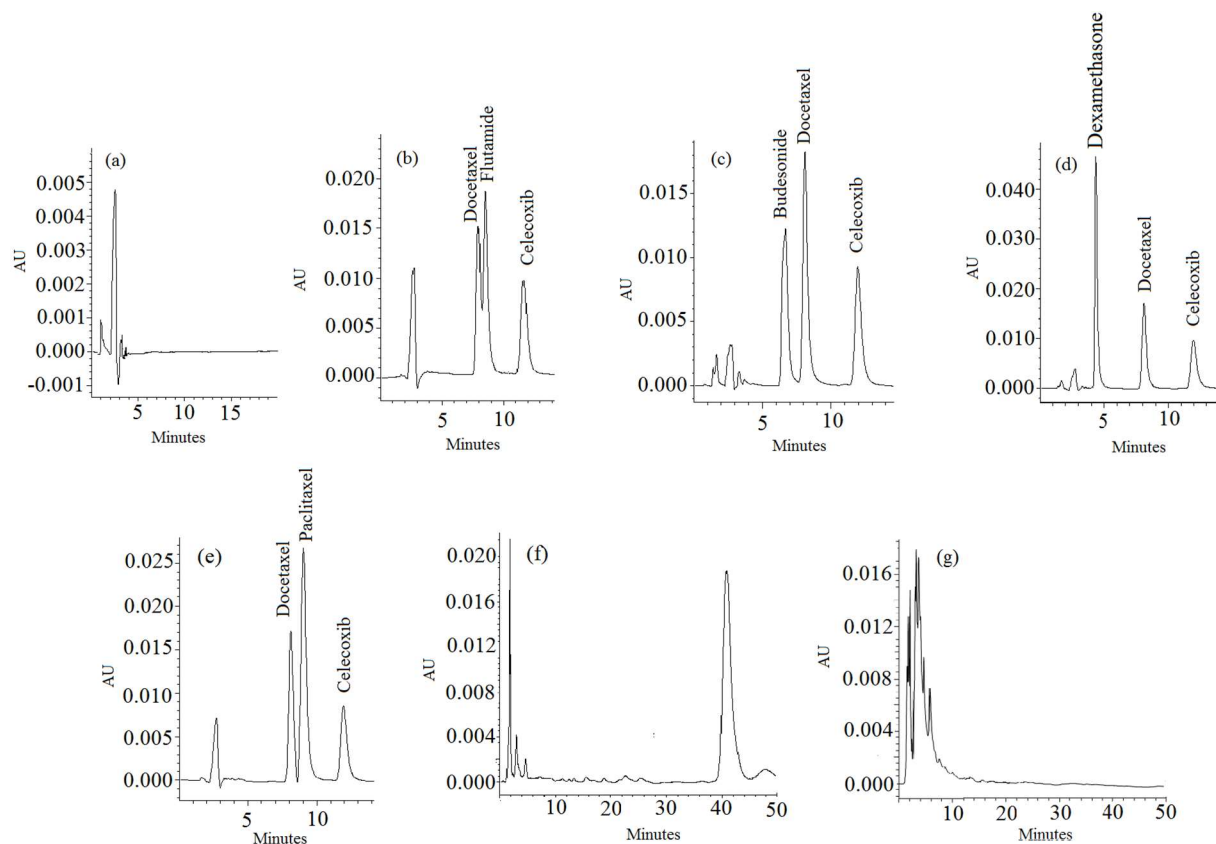 (a)
0.005
0.004
0.003
0.002
0.001
0.000
-0.001
AU
5
10
15
Minutes
(b)
Docetaxel
Flutamide
Celecoxib
0.020
0.015
0.010
0.005
0.000
AU
5
10
Minutes
(c)
Budesonide
Docetaxel
Celecoxib
0.015
0.010
0.005
0.000
AU
5
10
Minutes
(d)
Dexamethasone
Docetaxel
Celecoxib
0.040
0.030
0.020
0.010
0.000
AU
5
10
Minutes
(e)
Docetaxel
Paclitaxel
Celecoxib
0.025
0.020
0.015
0.010
0.005
0.000
AU
5
10
Minutes
(f)
0.020
0.016
0.012
0.008
0.004
0.000
AU
10
20
30
40
50
Minutes
(g)
0.016
0.012
0.008
0.004
0.000
AU
10
20
30
40
50
Minutes